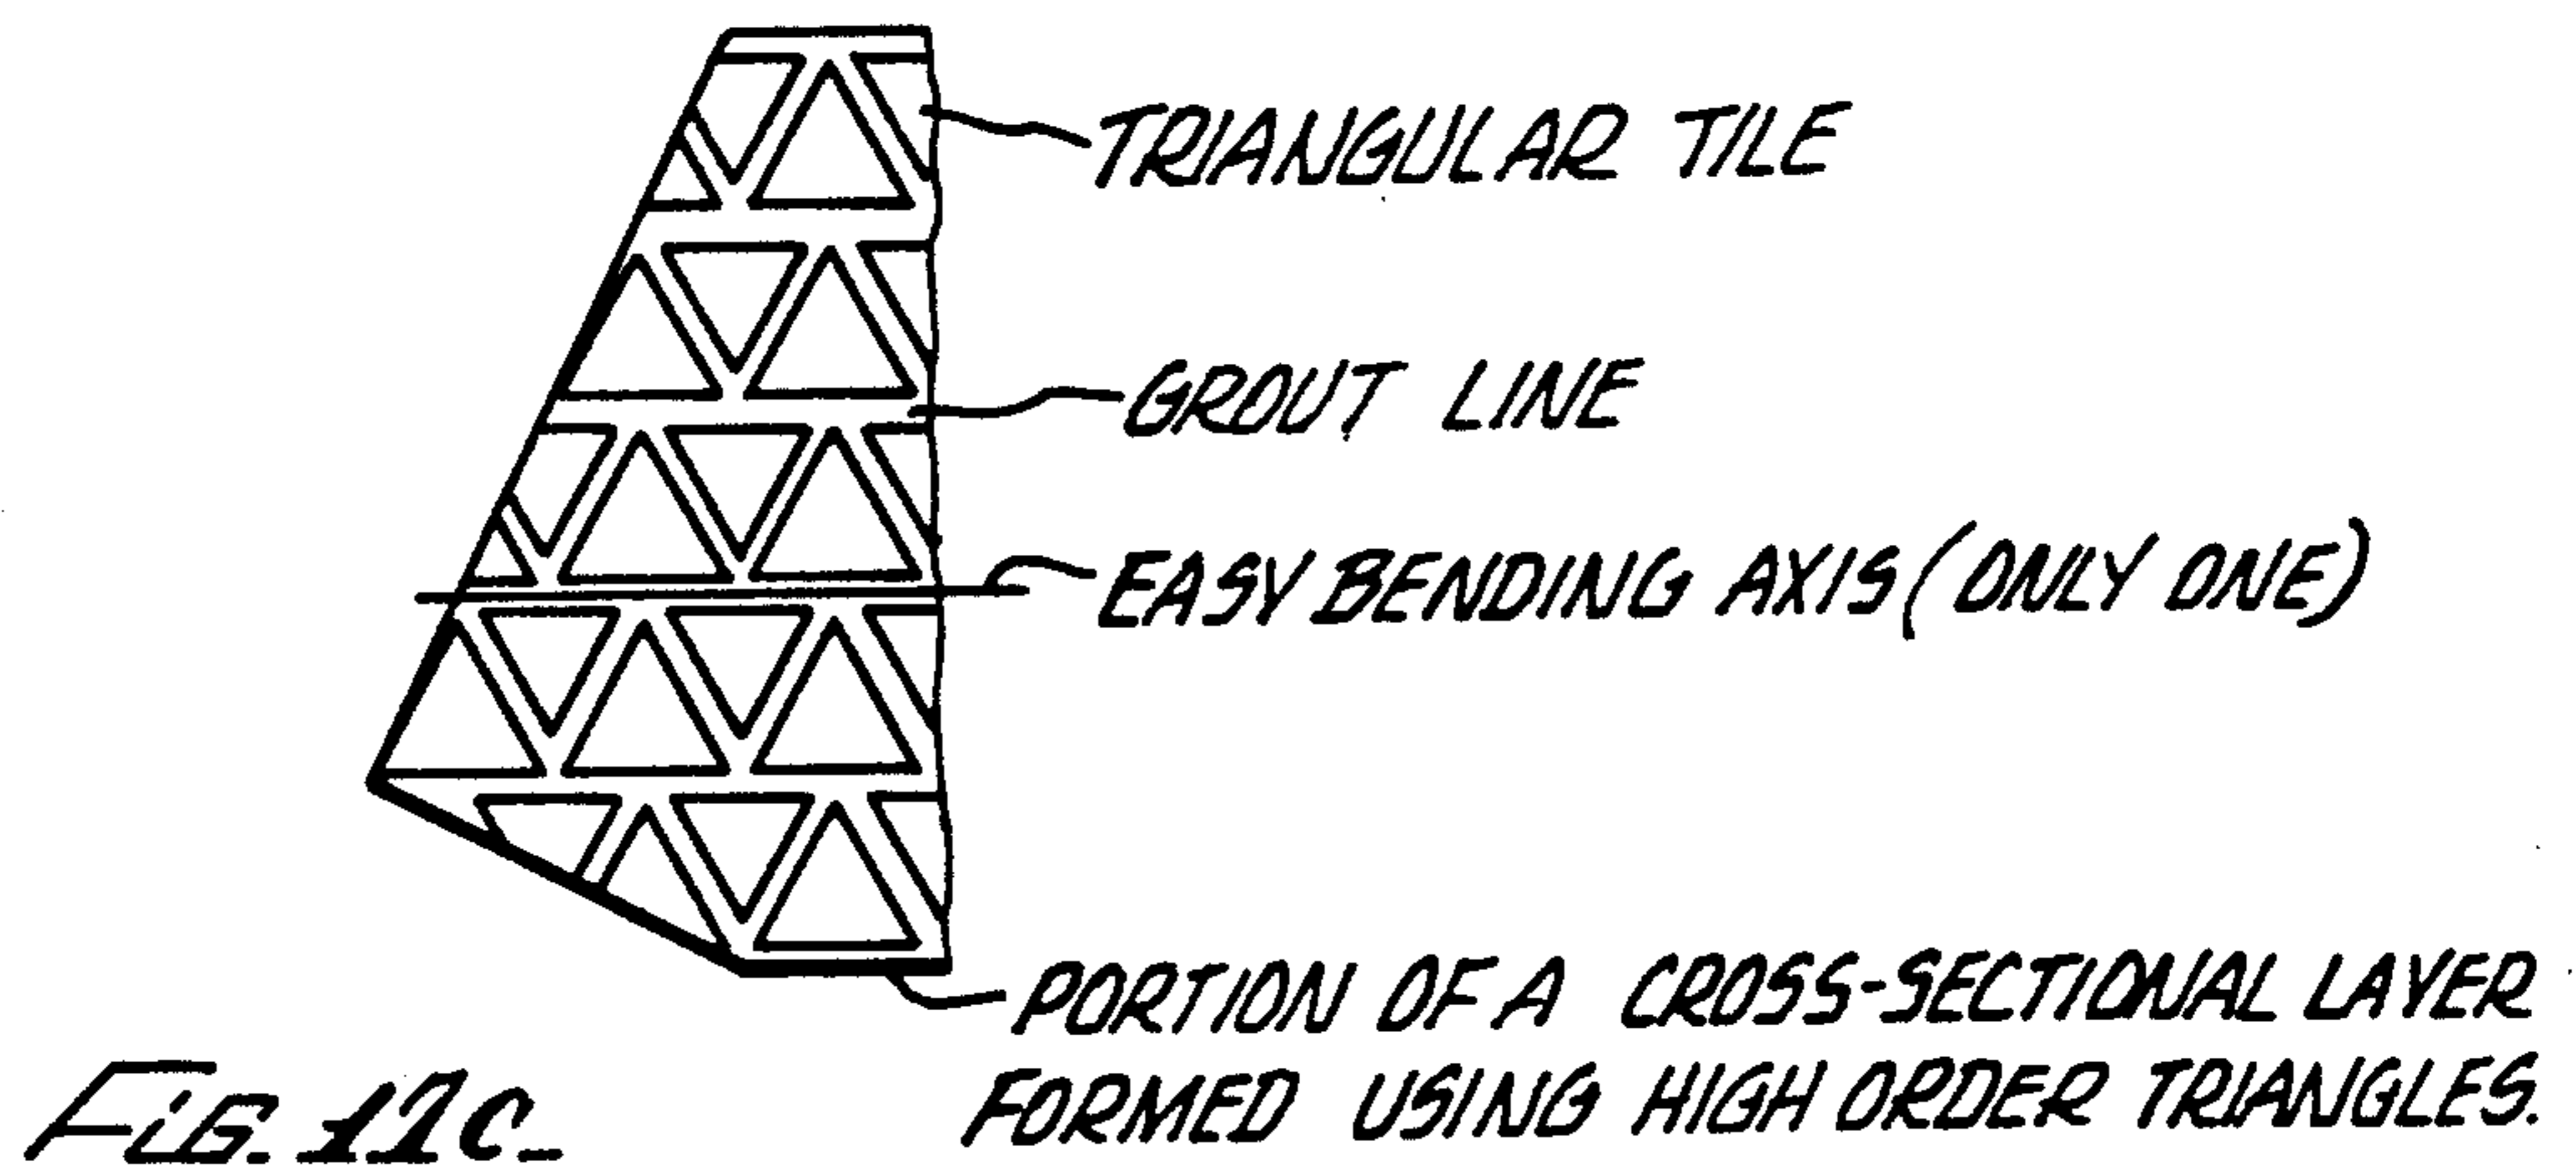 TRIANGULAR TILE
GROUT LINE
EASY BENDING AXIS (ONLY ONE)
PORTION OF A CROSS-SECTIONAL LAYER
FORMED USING HIGH ORDER TRIANGLES.
FIG. 11c.